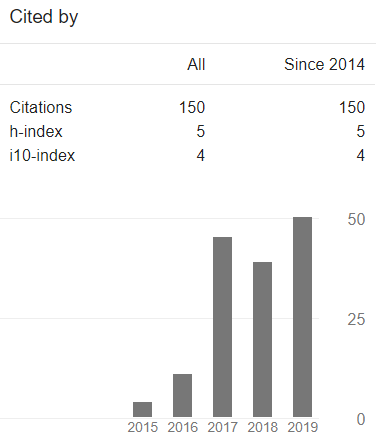 Cited by
All Since 2014
Citations 150 150
h-index 5 5
i10-index 4 4
50
25
0
2015 2016 2017 2018 2019